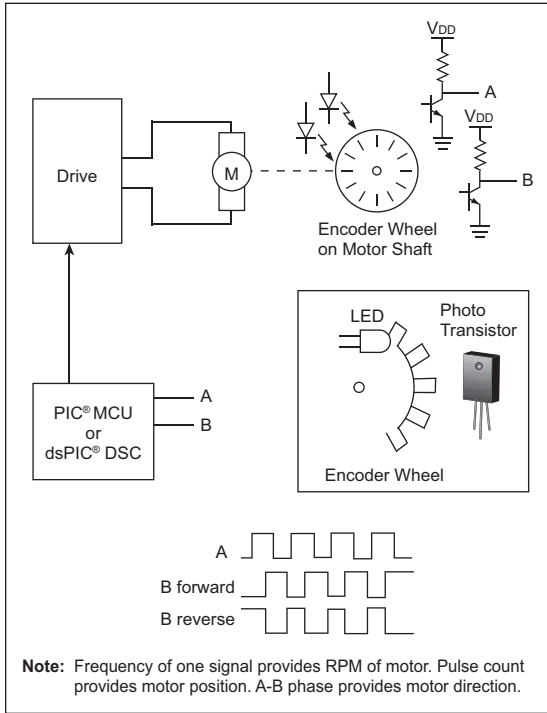 VDD
A
VDD
B
Drive
M
Encoder Wheel
on Motor Shaft
LED
Photo
Transistor
Encoder Wheel
PIC® MCU
or
dsPIC® DSC
A
B
A
B forward
B reverse
Note: Frequency of one signal provides RPM of motor. Pulse count
provides motor position. A-B phase provides motor direction.